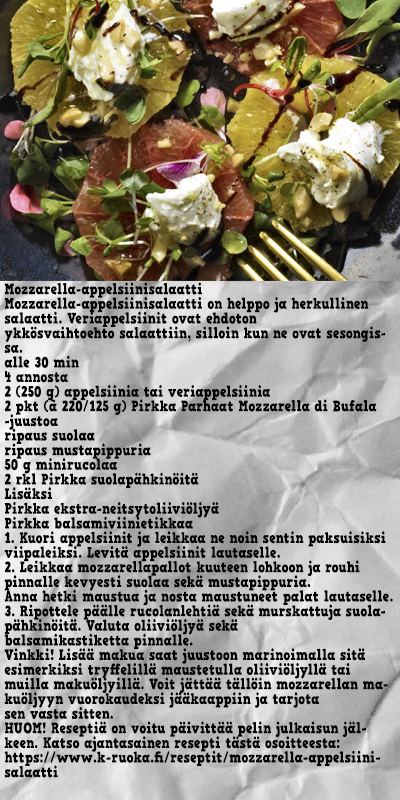 Mozzarella-appelsiinisalaatti
Mozzarella-appelsiinisalaatti on helppo ja herkullinen
salaatti. Veriappelsiinit ovat ehdoton
ykkösvaihtoehto salaattiin, silloin kun ne ovat sesongis-
sa.
alle 30 min
4 annosta
2 (250 g) appelsiinia tai veriappelsiinia
2 pkt (à 220/125 g) Pirkka Parhaat Mozzarella di Bufala
-juustoa
ripaus suolaa
ripaus mustapippuria
50 g minirucolaa
2 rkl Pirkka suolapähkinöitä
Lisäksi
Pirkka ekstra-neitsytoliiviöljyä
Pirkka balsamiviinietikkaa
1. Kuori appelsiinit ja leikkaa ne noin sentin paksuisiksi
viipaleiksi. Levitä appelsiinit lautaselle.
2. Leikkaa mozzarellapallot kuuteen lohkoon ja rouhi
pinnalle kevyesti suolaa sekä mustapippuria.
Anna hetki maustua ja nosta maustuneet palat lautaselle.
3. Ripottele päälle rucolanlehtiä sekä murskattuja suola-
pähkinöitä. Valuta oliiviöljyä sekä
balsamikastiketta pinnalle.
Vinkki! Lisää makua saat juustoon marinoimalla sitä
esimerkiksi tryffelillä maustetulla oliiviöljyllä tai
muilla makuöljyillä. Voit jättää tällöin mozzarellan ma-
kuöljyyn vuorokaudeksi jääkaappiin ja tarjota
sen vasta sitten.
HUOM! Reseptiä on voitu päivittää pelin julkaisun jäl-
keen. Katso ajantasainen resepti tästä osoitteesta:
https://www.k-ruoka.fi/reseptit/mozzarella-appelsiini-
salaatti